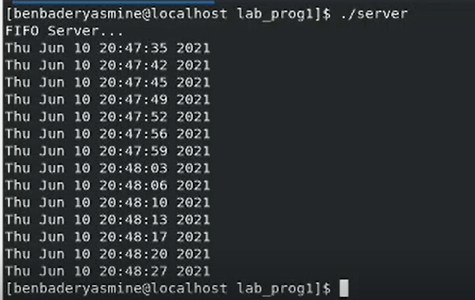 [benbaderyasmine@localhost lab_prog1]$ ./server
FIFO Server...
Thu Jun 10 20:47:35 2021
Thu Jun 10 20:47:42 2021
Thu Jun 10 20:47:45 2021
Thu Jun 10 20:47:49 2021
Thu Jun 10 20:47:52 2021
Thu Jun 10 20:47:56 2021
Thu Jun 10 20:47:59 2021
Thu Jun 10 20:48:03 2021
Thu Jun 10 20:48:06 2021
Thu Jun 10 20:48:10 2021
Thu Jun 10 20:48:13 2021
Thu Jun 10 20:48:17 2021
Thu Jun 10 20:48:20 2021
Thu Jun 10 20:48:27 2021
[benbaderyasmine@localhost lab_prog1]$